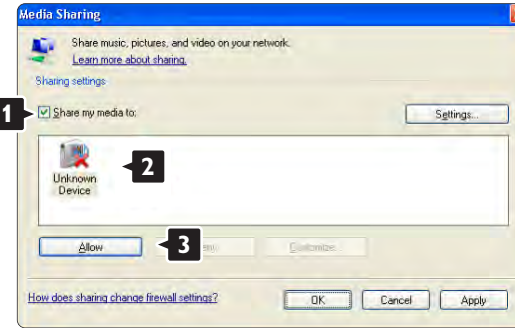 Media Sharing
Share music, pictures, and video on your network.
Learn more about sharing.
Sharing settings
1
Share my media to:
Settings...
Unknown
Device
2
Allow
3
Customize...
How does sharing change firewall settings?
OK
Cancel
Apply